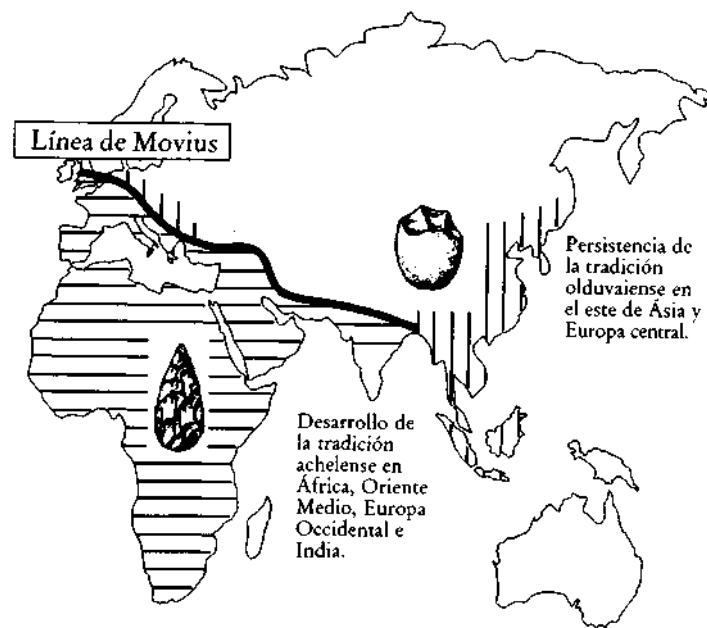 Línea de Movius
Persistencia de
la tradición
olduvaiense en
el este de Ásia y
Europa central.
Desarrollo de
la tradición
achelense en
África, Oriente
Medio, Europa
Occidental e
India.